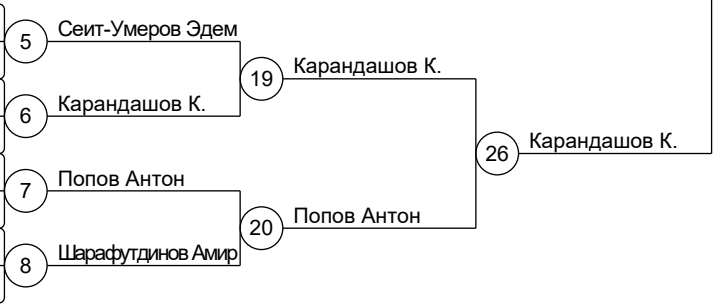 5
Сеит-Умеров Эдем
19
Карандашов К.
6
Карандашов К.
26
Карандашов К.
7
Попов Антон
20
Попов Антон
8
Шарафутдинов Амир